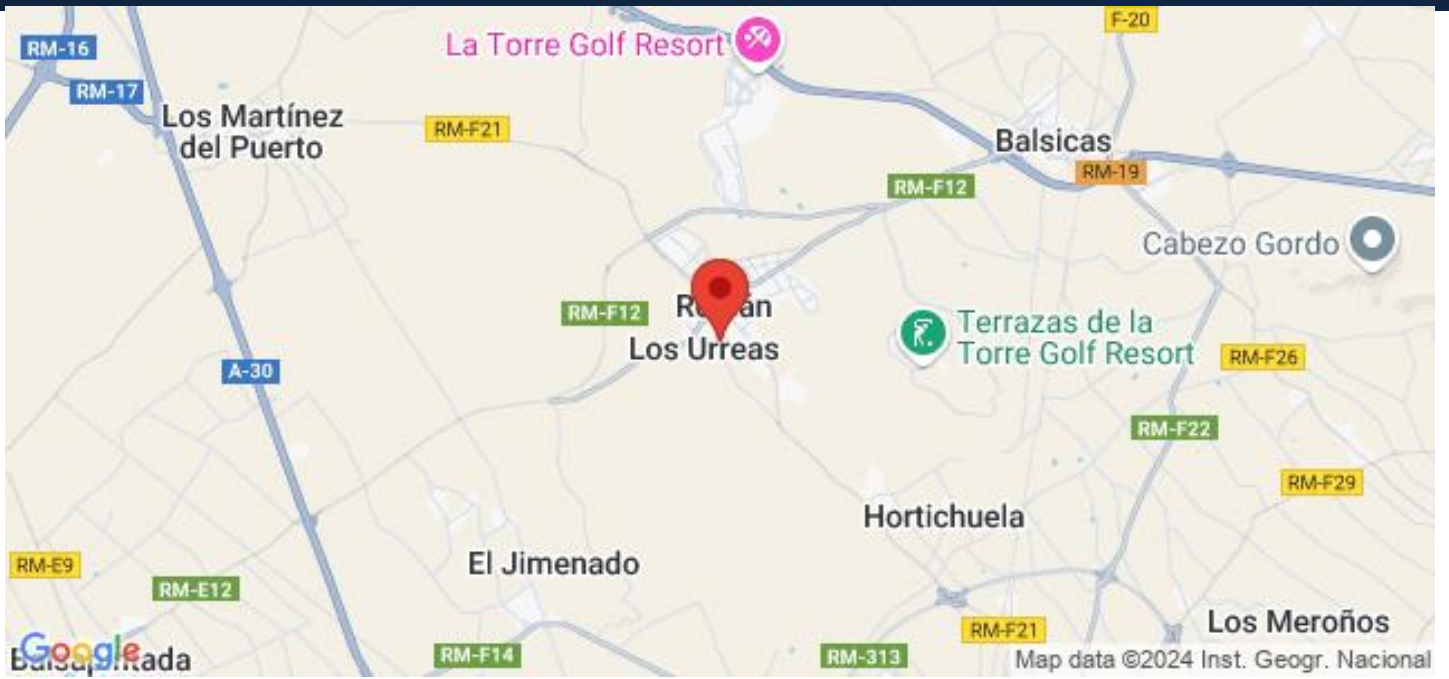 F-20
RM-16
La Torre Golf Resort
RM-17
Los Martínez
del Puerto
RM-F21
Balsicas
RM-19
RM-F12
Cabezo Gordo
RM-F12
Los Urreas
Terrazas de la
Torre Golf Resort
RM-F26
A-30
RM-F22
RM-F29
Hortichuela
El Jimenado
RM-E9
RM-E12
RM-F21
Los Meroños
Google
RM-F14
RM-313
Map data ©2024 Inst. Geogr. Nacional